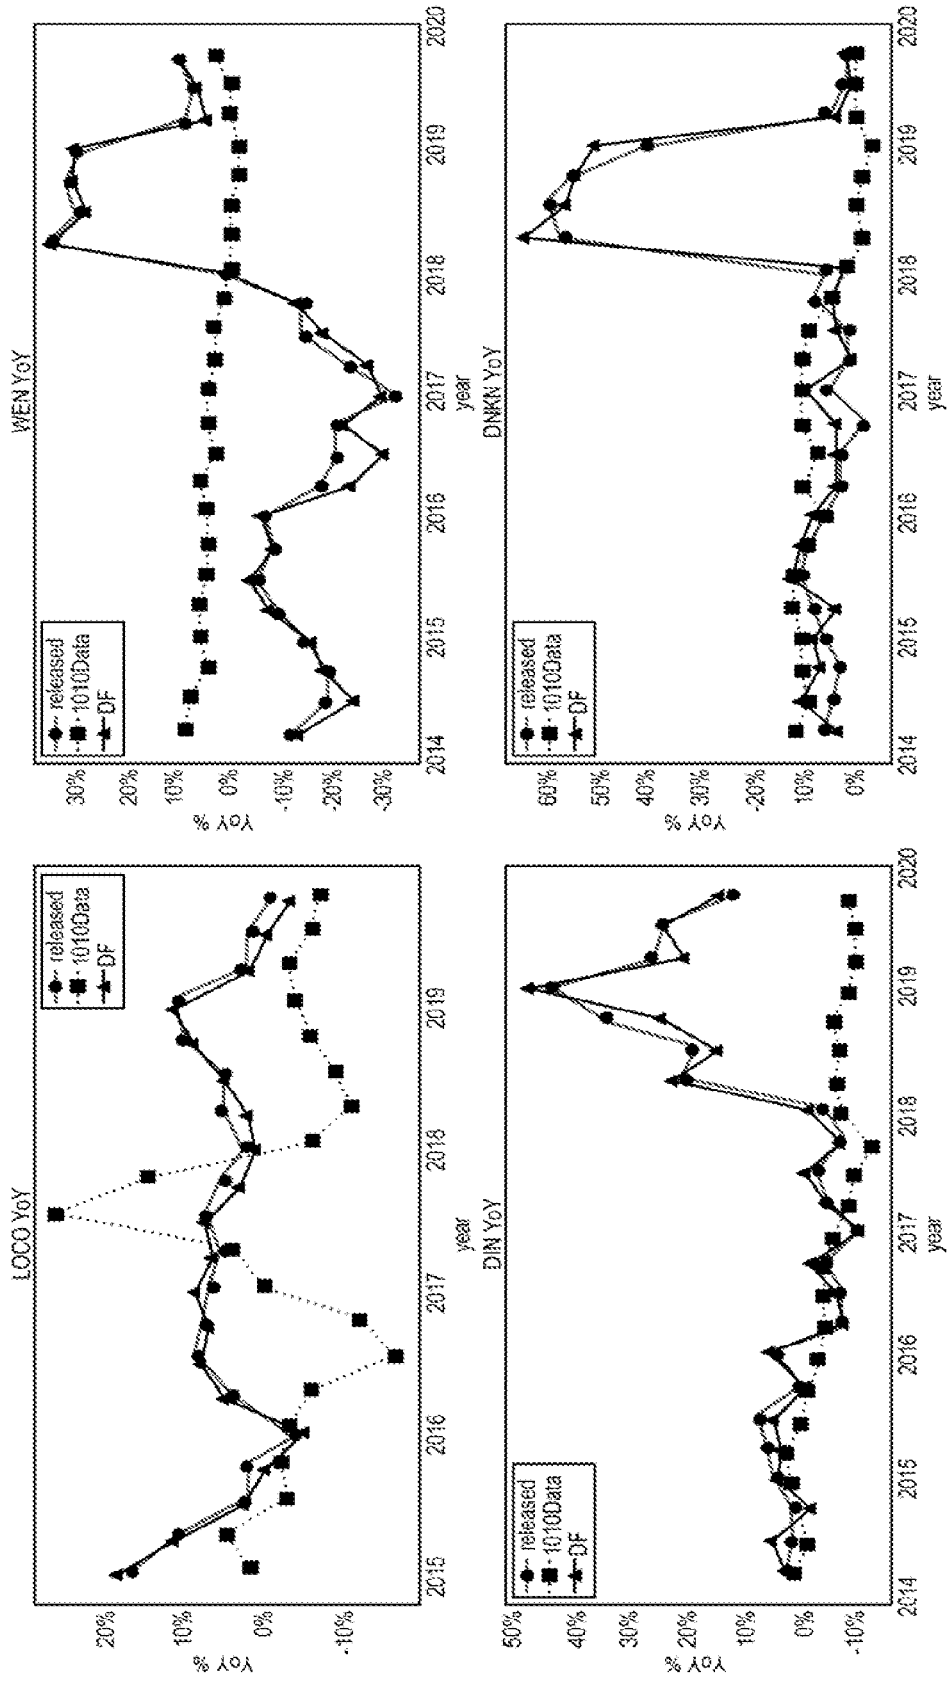 LOCO YoY
released
1010Data
DF
20%
10%
0%
-10%
YoY %
2015
2016
2017
2018
2019
year
WEN YoY
released
1010Data
DF
30%
20%
10%
0%
-10%
-20%
-30%
YoY %
2014
2015
2016
2017
2018
2019
2020
year
DIN YoY
released
1010Data
DF
50%
40%
30%
20%
10%
0%
-10%
YoY %
2014
2015
2016
2017
2018
2019
2020
year
DNKN YoY
released
1010Data
DF
60%
50%
40%
30%
20%
10%
0%
YoY %
2014
2015
2016
2017
2018
2019
2020
year